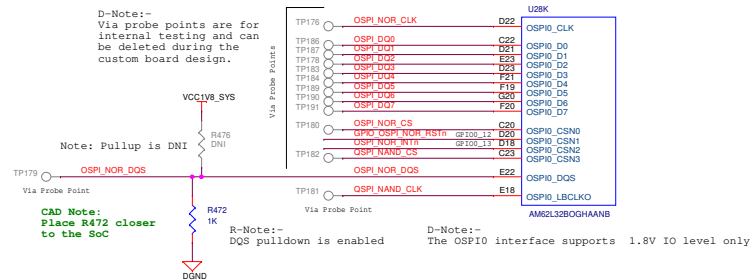 D-Note:-
Via probe points are for
internal testing and can
be deleted during the
custom board design.
Via Probe Points
U28K
TP176 OSPI_NOR_CLK D22 OSPI0_CLK
TP186 OSPI_DQ0 C22 OSPI0_D0
TP187 OSPI_DQ1 D21 OSPI0_D1
TP178 OSPI_DQ2 E23 OSPI0_D2
TP183 OSPI_DQ3 D23 OSPI0_D3
TP184 OSPI_DQ4 F21 OSPI0_D4
TP189 OSPI_DQ5 F19 OSPI0_D5
TP190 OSPI_DQ6 G20 OSPI0_D6
TP191 OSPI_DQ7 F20 OSPI0_D7
TP180 OSPI_NOR_CS C20 OSPI0_CSN0
GPIO_OSPI_NOR_RSTn GPIO0_12 D20 OSPI0_CSN1
OSPI_NOR_INTn GPIO0_13 D18 OSPI0_CSN2
TP182 QSPI_NAND_CS C23 OSPI0_CSN3
VCC1V8_SYS
R476
DNI
Note: Pullup is DNI
TP179 OSPI_NOR_DQS OSPI_NOR_DQS E22 OSPI0_DQS
Via Probe Point
TP181 QSPI_NAND_CLK E18 OSPI0_LBCLKO
Via Probe Point
AM62L32BOGHAANB
CAD Note:
Place R472 closer
to the SoC
R472
1K
R-Note:-
DQS pulldown is enabled
D-Note:-
The OSPI0 interface supports 1.8V IO level only
DGND